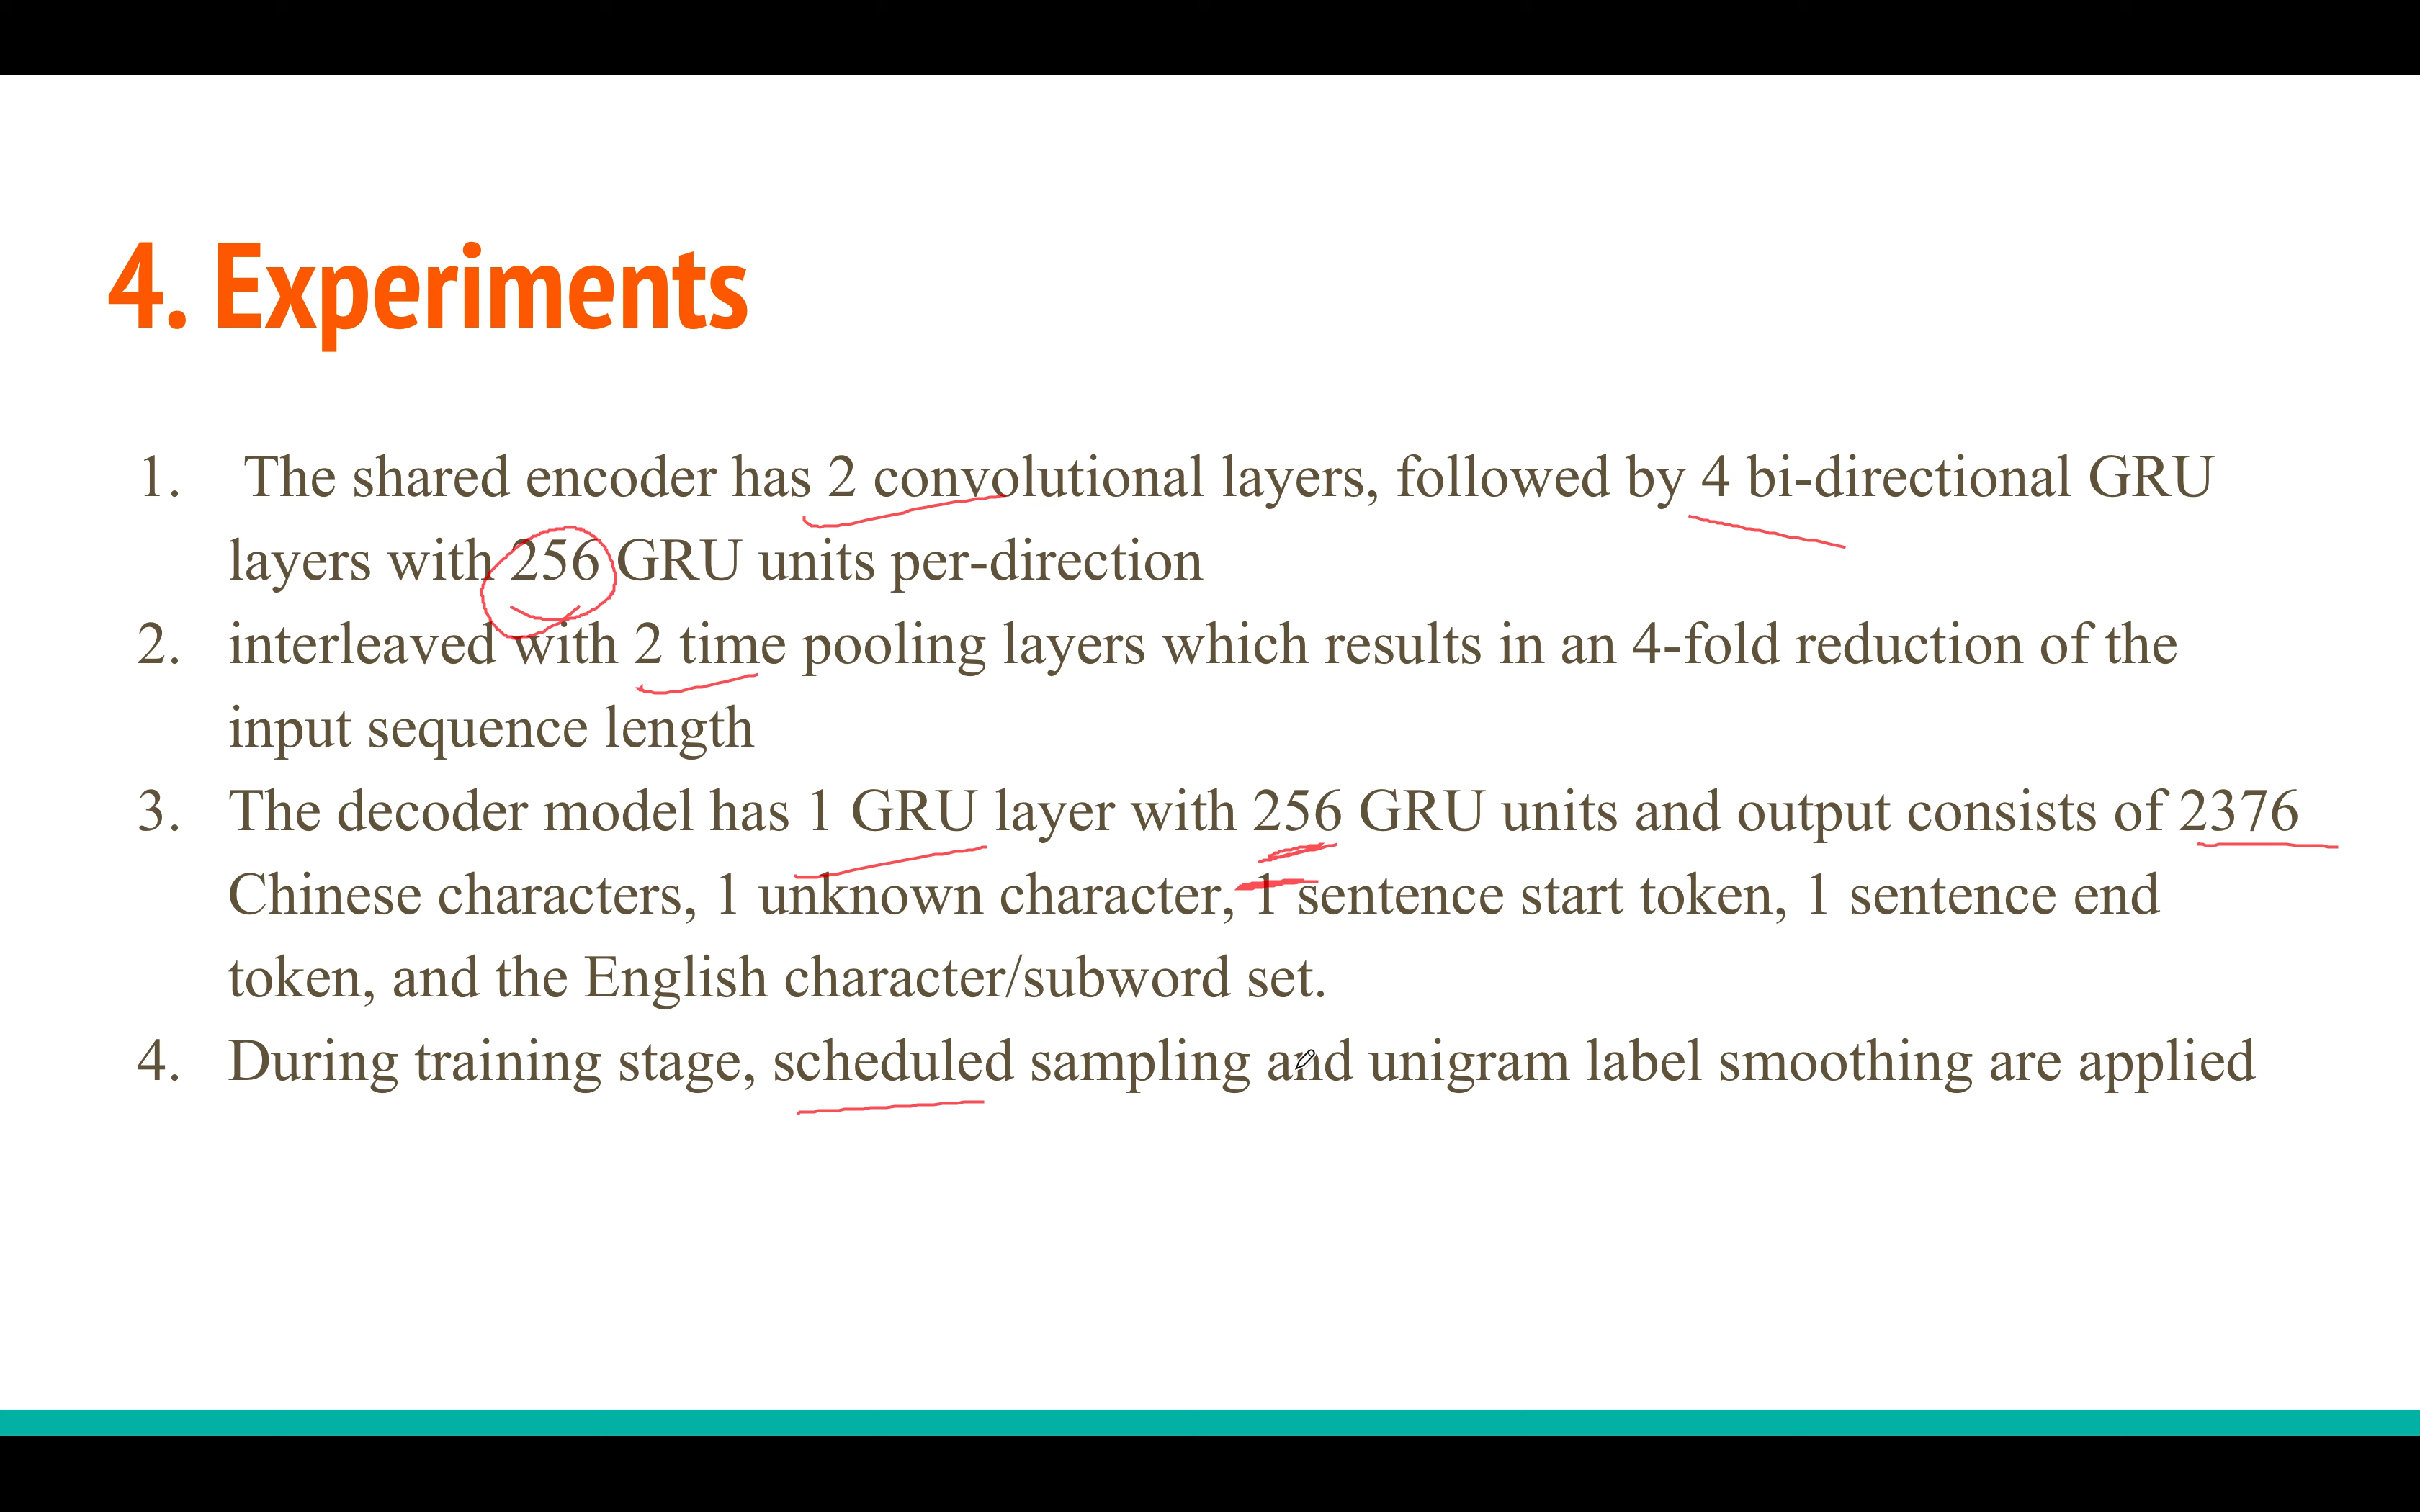 4. Experiments
1. The shared encoder has 2 convolutional layers, followed by 4 bi-directional GRU
layers with 256 GRU units per-direction
2. interleaved with 2 time pooling layers which results in an 4-fold reduction of the
input sequence length
3. The decoder model has 1 GRU layer with 256 GRU units and output consists of 2376
Chinese characters, 1 unknown character, 1 sentence start token, 1 sentence end
token, and the English character/subword set.
4. During training stage, scheduled sampling and unigram label smoothing are applied